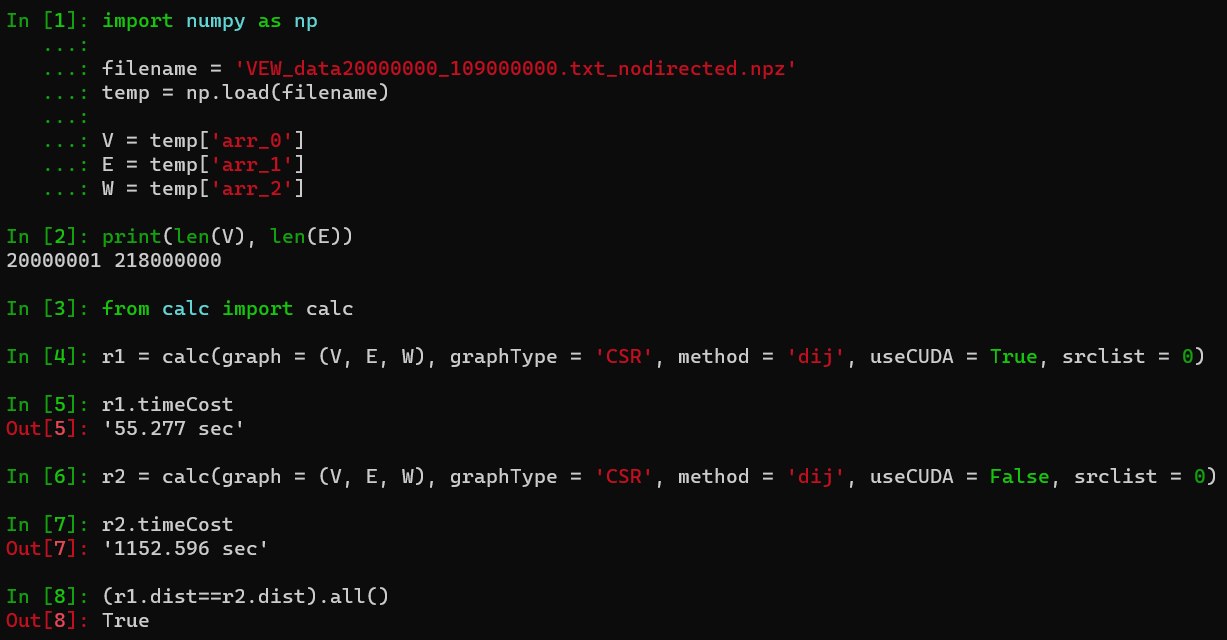 In [1]: import numpy as np
   ...:
   ...: filename = 'VEW_data20000000_109000000.txt_nodirected.npz'
   ...: temp = np.load(filename)
   ...:
   ...: V = temp['arr_0']
   ...: E = temp['arr_1']
   ...: W = temp['arr_2']
In [2]: print(len(V), len(E))
20000001 218000000
In [3]: from calc import calc
In [4]: r1 = calc(graph = (V, E, W), graphType = 'CSR', method = 'dij', useCUDA = True, srclist = 0)
In [5]: r1.timeCost
Out[5]: '55.277 sec'
In [6]: r2 = calc(graph = (V, E, W), graphType = 'CSR', method = 'dij', useCUDA = False, srclist = 0)
In [7]: r2.timeCost
Out[7]: '1152.596 sec'
In [8]: (r1.dist==r2.dist).all()
Out[8]: True